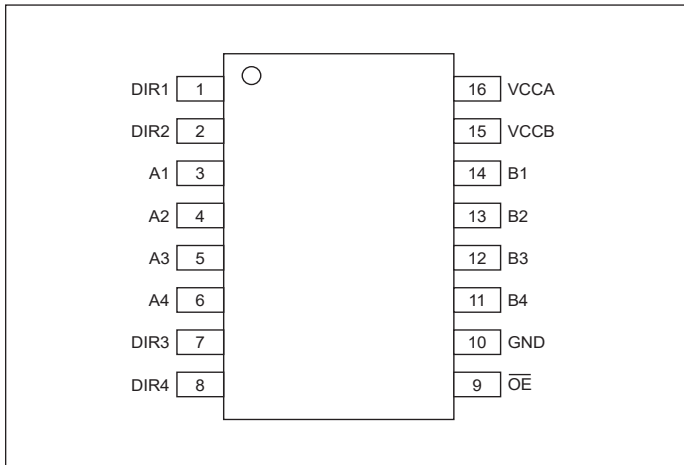 DIR1 1 16 VCCA
DIR2 2 15 VCCB
A1 3 14 B1
A2 4 13 B2
A3 5 12 B3
A4 6 11 B4
DIR3 7 10 GND
DIR4 8 9 O̅E̅